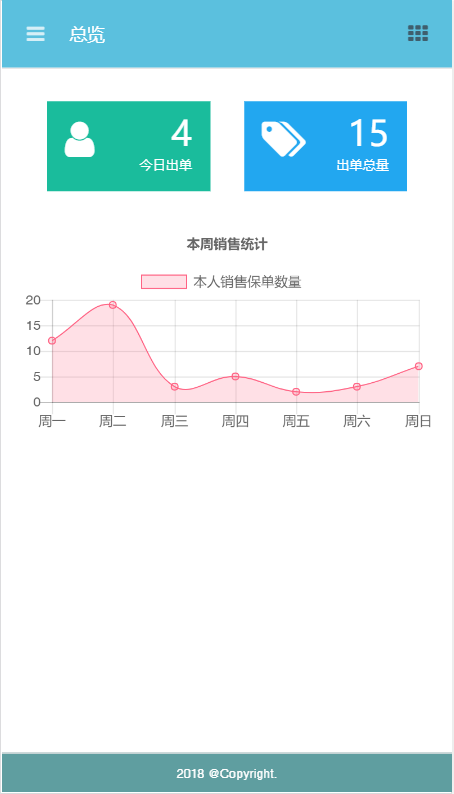 总览
4
今日出单
15
出单总量
本周销售统计
本人销售保单数量
20
15
10
5
0
周一 周二 周三 周四 周五 周六 周日
2018 @Copyright.